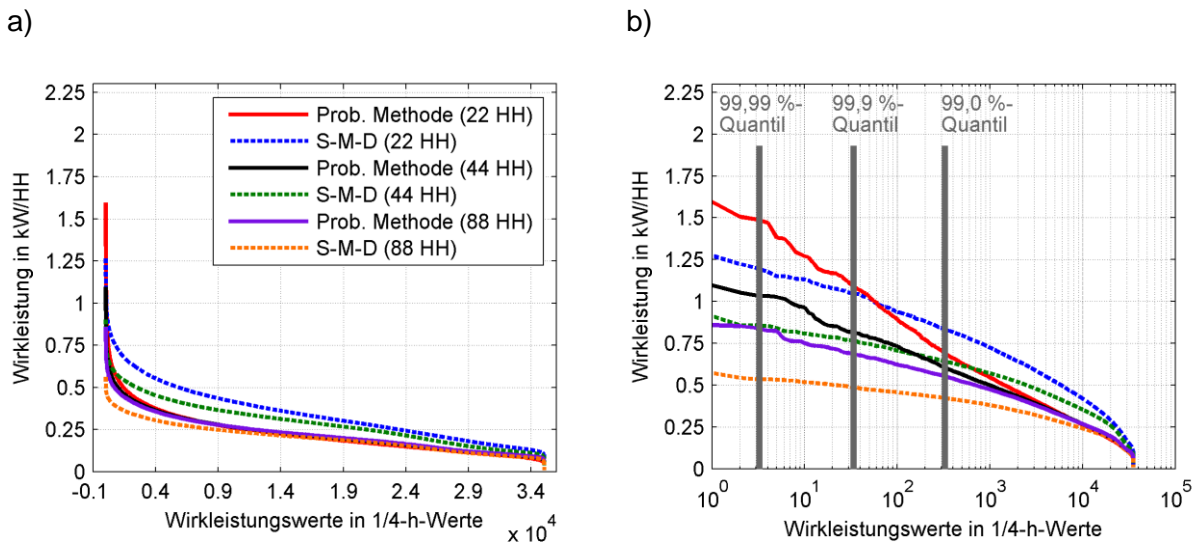 a)
b)
2.25
2
1.75
1.5
1.25
1
0.75
0.5
0.25
0
-0.1 0.4 0.9 1.4 1.9 2.4 2.9 3.4
x 10^4
Wirkleistung in kW/HH
Wirkleistungswerte in 1/4-h-Werte
Prob. Methode (22 HH)
S-M-D (22 HH)
Prob. Methode (44 HH)
S-M-D (44 HH)
Prob. Methode (88 HH)
S-M-D (88 HH)
2.25
2
1.75
1.5
1.25
1
0.75
0.5
0.25
0
10^0 10^1 10^2 10^3 10^4 10^5
Wirkleistung in kW/HH
Wirkleistungswerte in 1/4-h-Werte
99,99 %-
Quantil
99,9 %-
Quantil
99,0 %-
Quantil